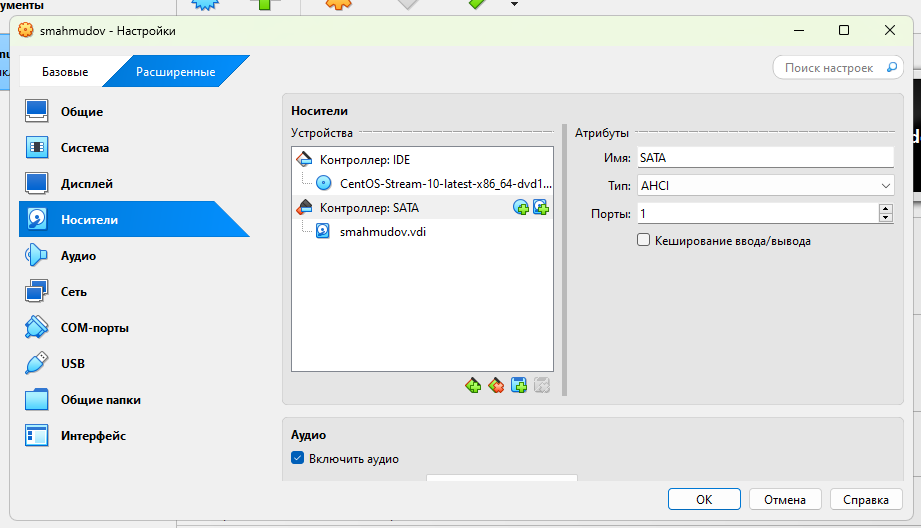 ументы
smahmudov - Настройки
Базовые
Расширенные
Поиск настроек
Общие
Система
Дисплей
Носители
Аудио
Сеть
COM-порты
USB
Общие папки
Интерфейс
Носители
Устройства
Контроллер: IDE
CentOS-Stream-10-latest-x86_64-dvd1...
Контроллер: SATA
smahmudov.vdi
Атрибуты
Имя: SATA
Тип: AHCI
Порты: 1
Кеширование ввода/вывода
Аудио
Включить аудио
OK
Отмена
Справка